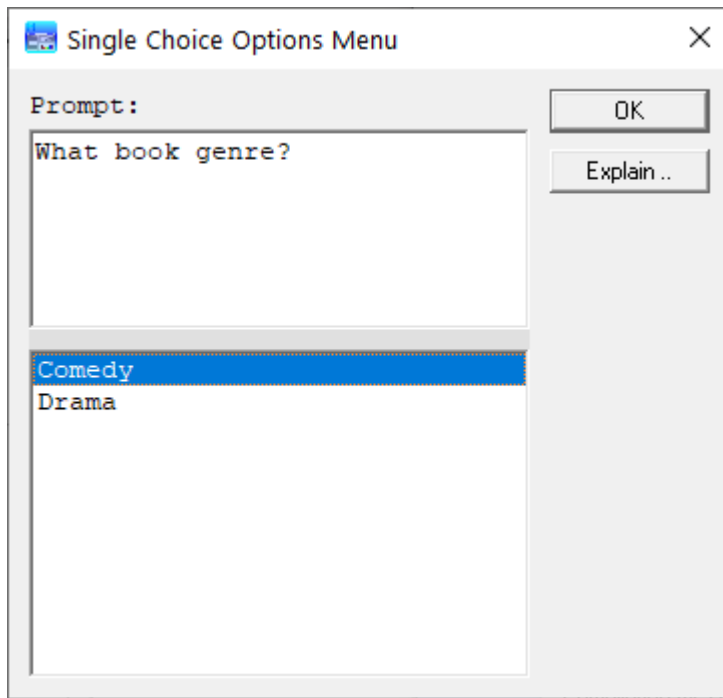 Single Choice Options Menu
Prompt:
OK
What book genre?
Explain ..
Comedy
Drama